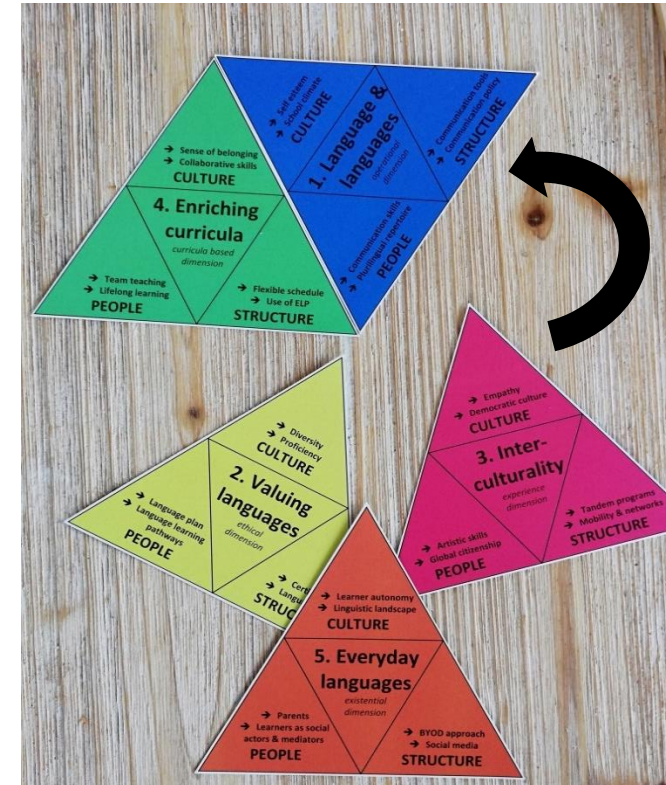 ➔ Self esteem
➔ School climate
CULTURE
➔ Communication tools
➔ Communication policy
STRUCTURE
1. Language &
languages
operational
dimension
➔ Communication skills
➔ Plurilingual repertoire
PEOPLE
➔ Sense of belonging
➔ Collaborative skills
CULTURE
4. Enriching
curricula
curricula based
dimension
➔ Team teaching
➔ Lifelong learning
PEOPLE
➔ Flexible schedule
➔ Use of ELP
STRUCTURE
➔ Diversity
➔ Proficiency
CULTURE
2. Valuing
languages
ethical
dimension
➔ Language plan
➔ Language learning
pathways
PEOPLE
➔ Cert
➔ Langu
STRUC
➔ Empathy
➔ Democratic culture
CULTURE
3. Inter-
culturality
experience
dimension
➔ Artistic skills
➔ Global citizenship
PEOPLE
➔ Tandem programs
➔ Mobility & networks
STRUCTURE
➔ Learner autonomy
➔ Linguistic landscape
CULTURE
5. Everyday
languages
existential
dimension
➔ Parents
➔ Learners as social
actors & mediators
PEOPLE
➔ BYOD approach
➔ Social media
STRUCTURE